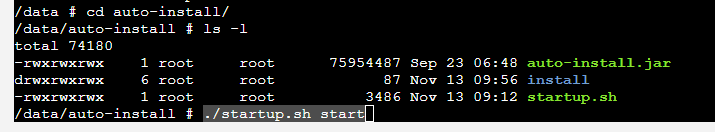 /data # cd auto-install/
/data/auto-install # ls -l
total 74180
-rwxrwxrwx    1 root     root      75954487 Sep 23 06:48 auto-install.jar
drwxrwxrwx    6 root     root            87 Nov 13 09:56 install
-rwxrwxrwx    1 root     root          3486 Nov 13 09:12 startup.sh
/data/auto-install # ./startup.sh start